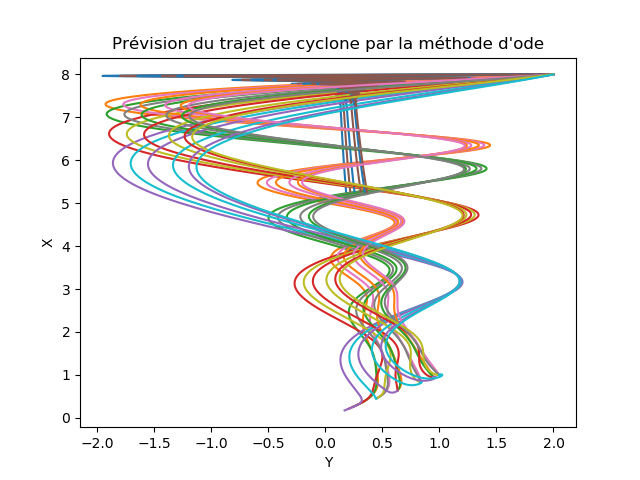 Prévision du trajet de cyclone par la méthode d'ode
8
7
6
5
4
3
2
1
0
X
−2.0 −1.5 −1.0 −0.5 0.0 0.5 1.0 1.5 2.0
Y